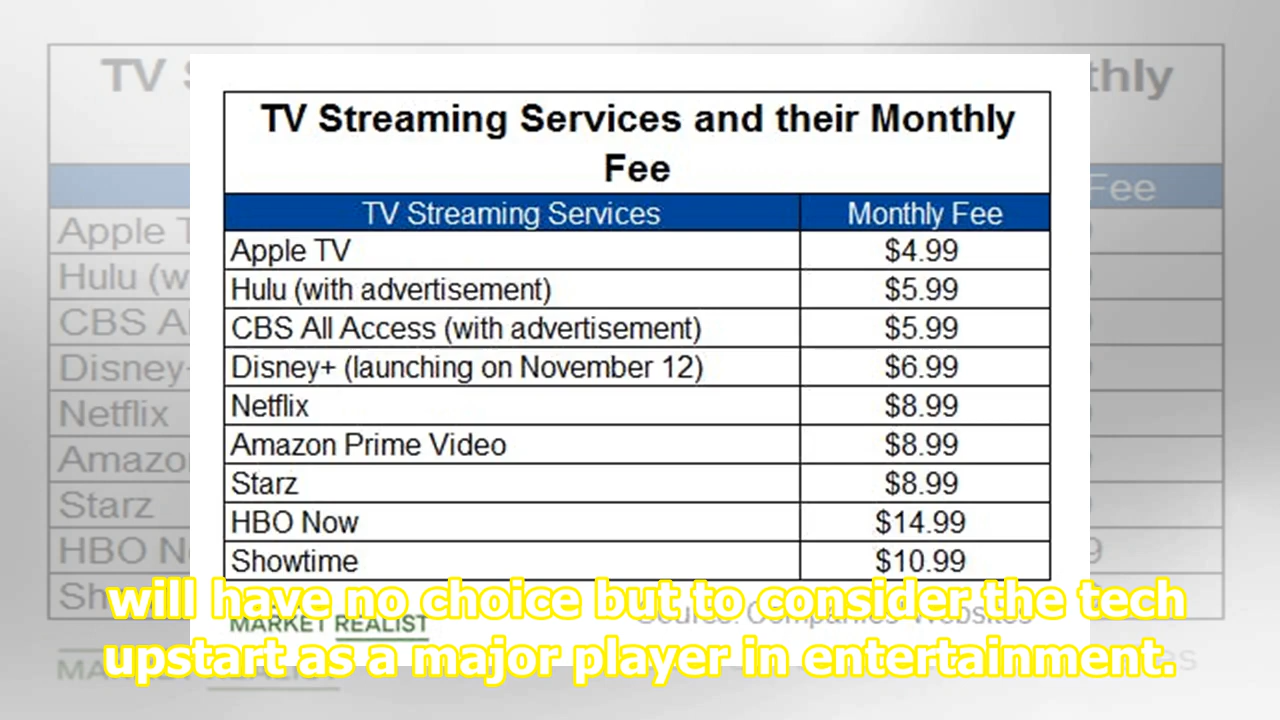 TV Streaming Services and their Monthly
Fee
TV Streaming Services Monthly Fee
Apple TV $4.99
Hulu (with advertisement) $5.99
CBS All Access (with advertisement) $5.99
Disney+ (launching on November 12) $6.99
Netflix $8.99
Amazon Prime Video $8.99
Starz $8.99
HBO Now $14.99
Showtime $10.99
will have no choice but to consider the tech
MARKET REALIST Source: Companies' Websites
upstart as a major player in entertainment.